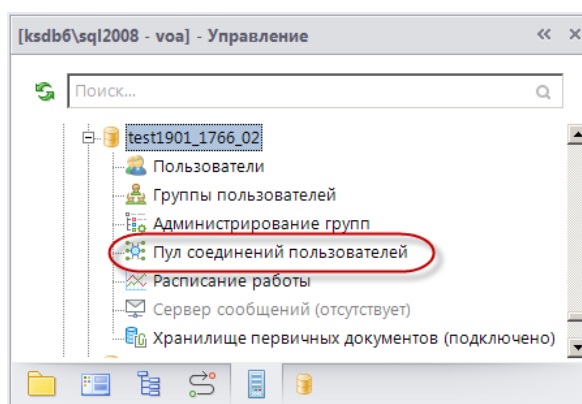 [ksdb6\sql2008 - voa] - Управление
Поиск...
test1901_1766_02
Пользователи
Группы пользователей
Администрирование групп
Пул соединений пользователей
Расписание работы
Сервер сообщений (отсутствует)
Хранилище первичных документов (подключено)